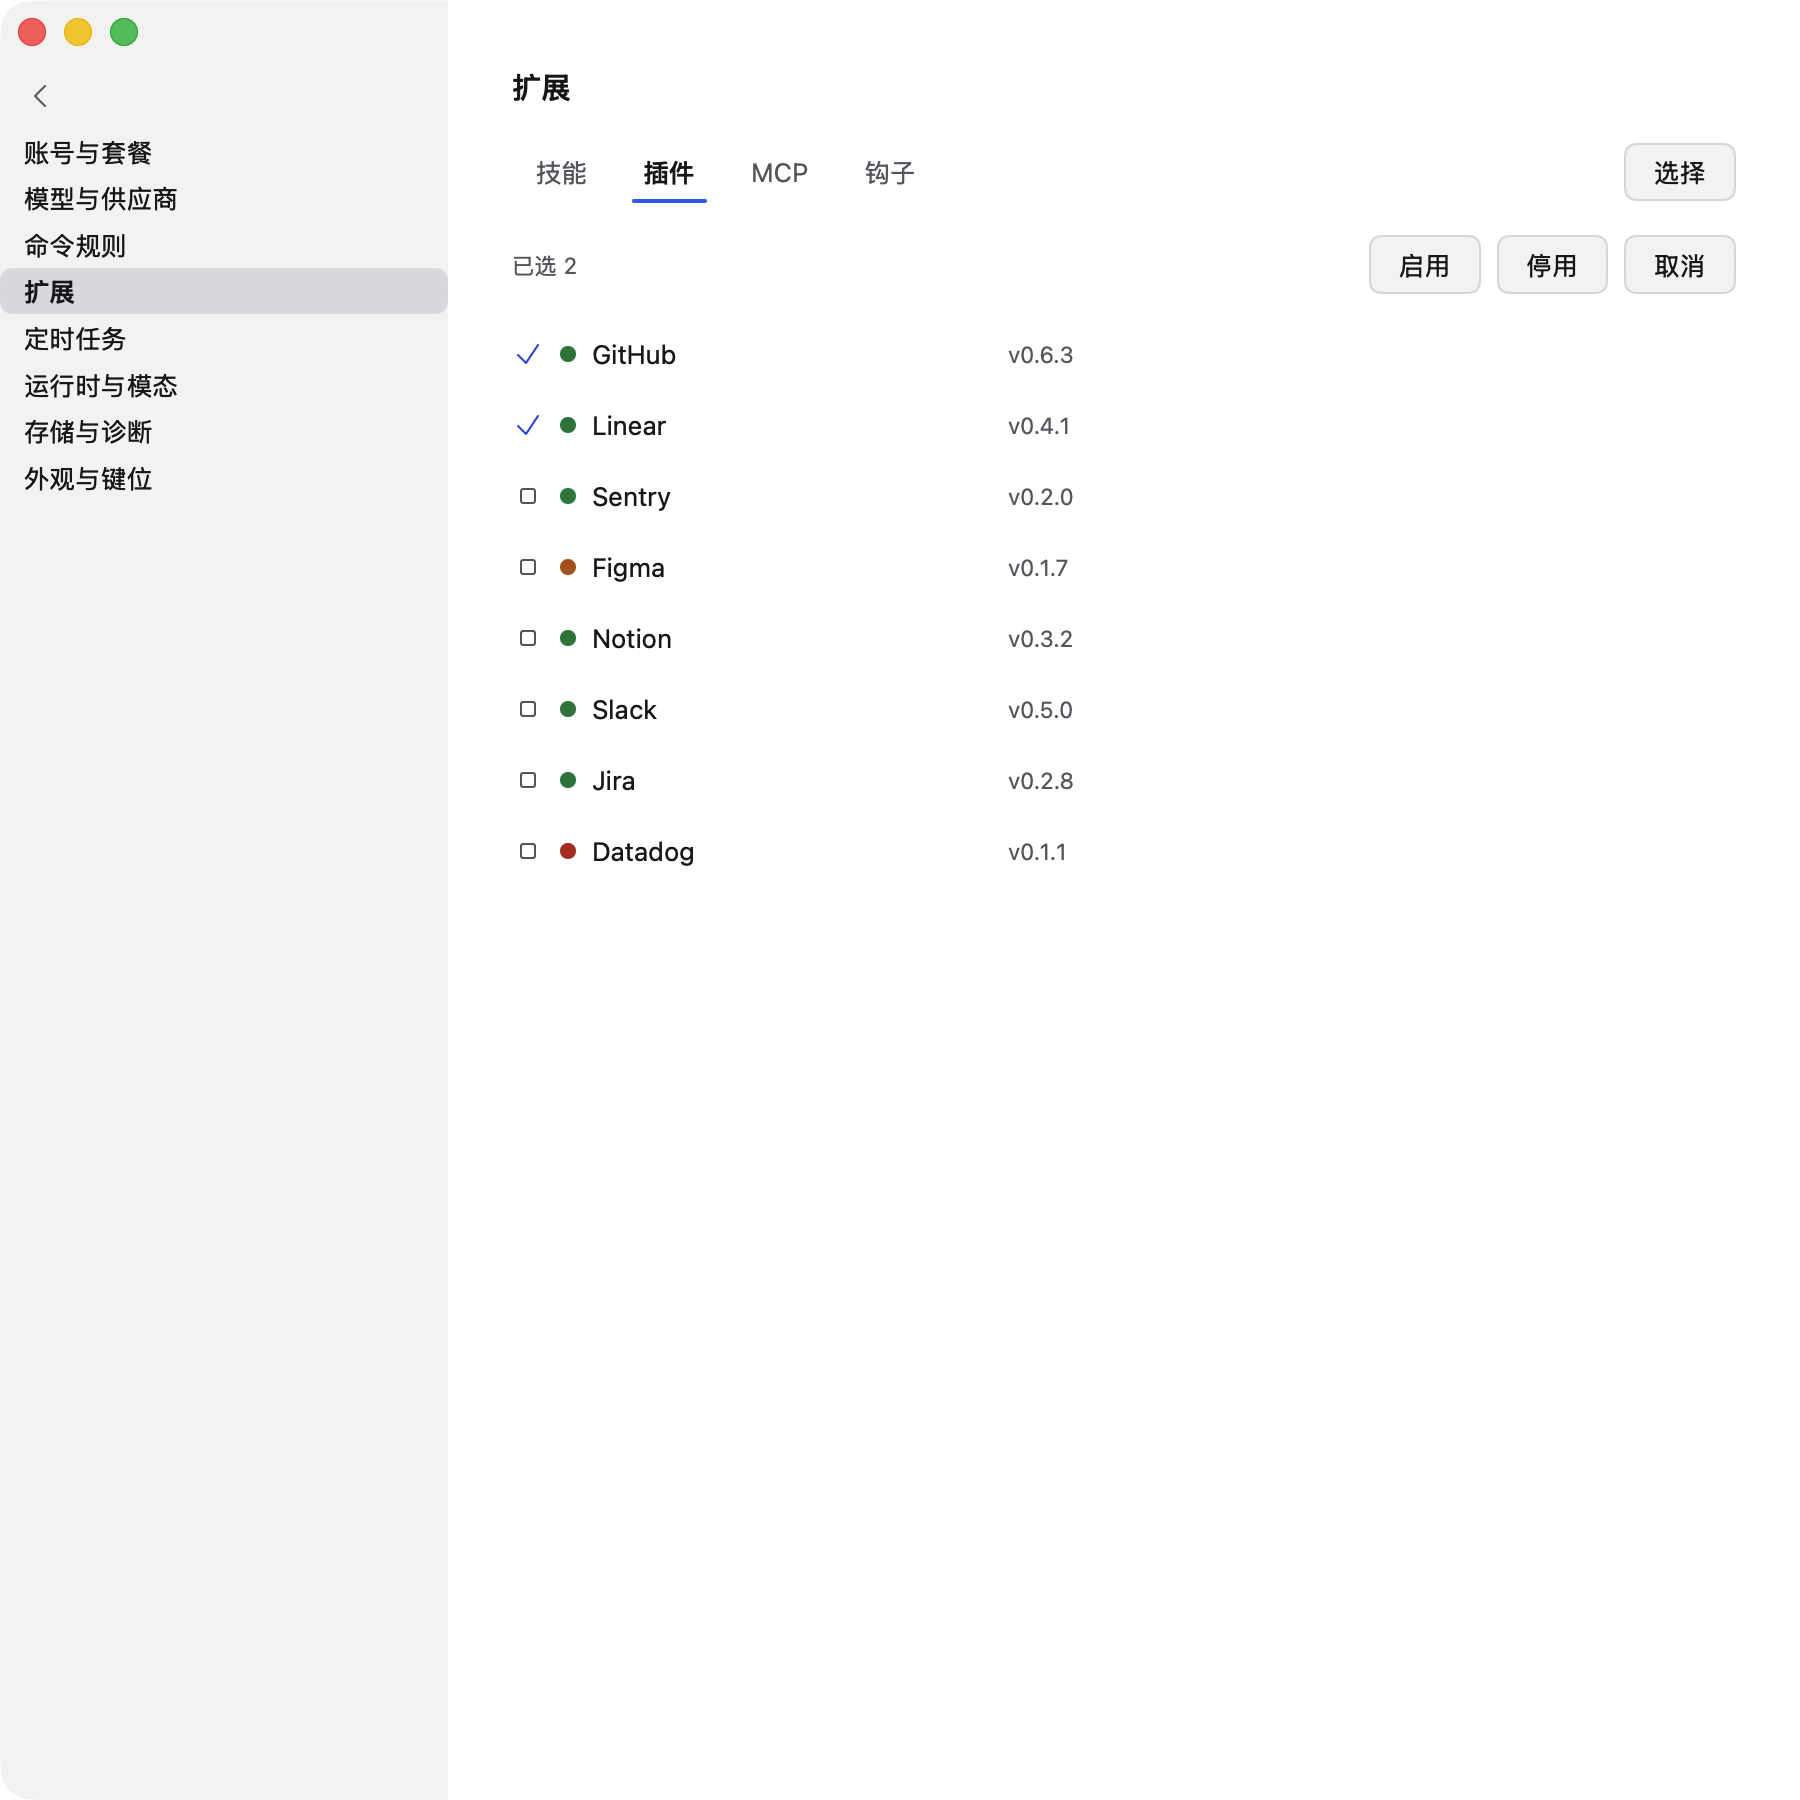 扩展
账号与套餐
模型与供应商
命令规则
扩展
定时任务
运行时与模态
存储与诊断
外观与键位
技能 插件 MCP 钩子 选择
已选 2 启用 停用 取消
GitHub v0.6.3
Linear v0.4.1
Sentry v0.2.0
Figma v0.1.7
Notion v0.3.2
Slack v0.5.0
Jira v0.2.8
Datadog v0.1.1